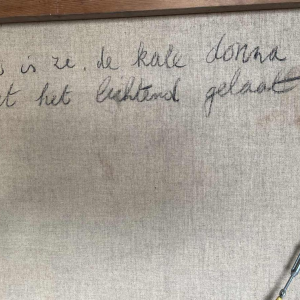 is ze. de kale donna
het lichtend gelaat